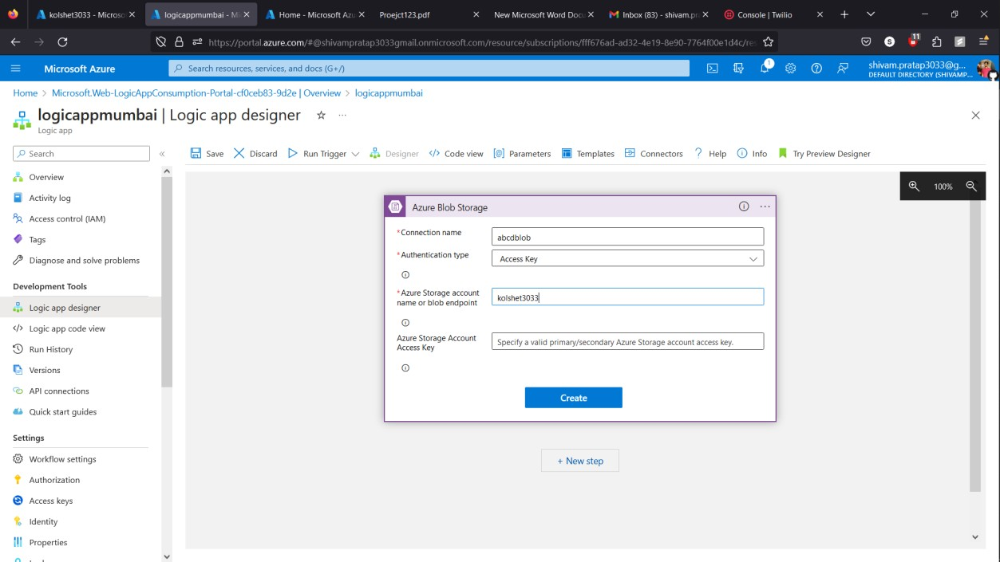 kolshet3033 - Microso
logicappmumbai - Mi
Home - Microsoft Azu
Proejct123.pdf
New Microsoft Word Docu
Inbox (83) - shivam.pra
Console | Twilio
https://portal.azure.com/#@shivampratap3033gmail.onmicrosoft.com/resource/subscriptions/fff676ad-ad32-4e19-8e90-7764f00e1d4c/res
11
Microsoft Azure
Search resources, services, and docs (G+/)
1
shivam.pratap3033@g...
DEFAULT DIRECTORY (SHIVAMP...
Home > Microsoft.Web-LogicAppConsumption-Portal-cf0ceb83-9d2e | Overview > logicappmumbai
logicappmumbai | Logic app designer
Logic app
Search
Save
Discard
Run Trigger
Designer
Code view
Parameters
Templates
Connectors
Help
Info
Try Preview Designer
Overview
Activity log
Access control (IAM)
Tags
Diagnose and solve problems
Development Tools
Logic app designer
Logic app code view
Run History
Versions
API connections
Quick start guides
Settings
Workflow settings
Authorization
Access keys
Identity
Properties
100%
Azure Blob Storage
* Connection name
abcdblob
* Authentication type
Access Key
* Azure Storage account
name or blob endpoint
kolshet3033
Azure Storage Account
Access Key
Specify a valid primary/secondary Azure Storage account access key.
Create
+ New step